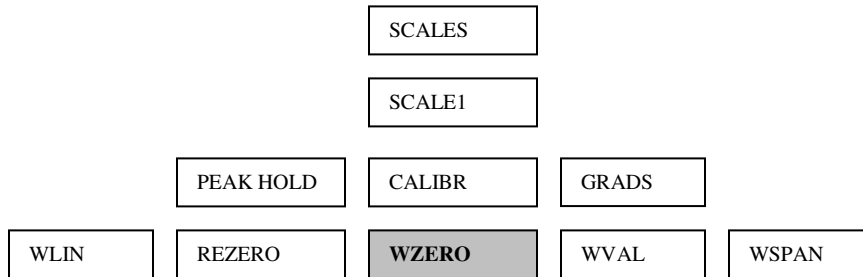 SCALES
SCALE1
PEAK HOLD CALIBR GRADS
WLIN REZERO WZERO WVAL WSPAN